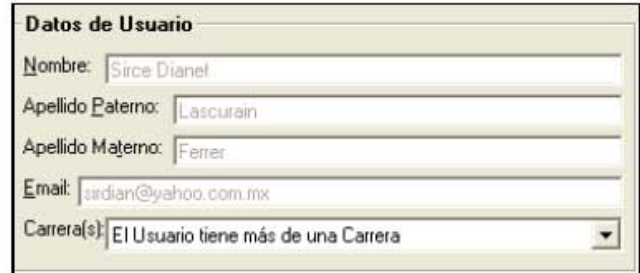 Datos de Usuario
Nombre: Sirce Dianet
Apellido Paterno: Lascurain
Apellido Materno: Ferrer
Email: sirdian@yahoo.com.mx
Carrera(s): El Usuario tiene más de una Carrera